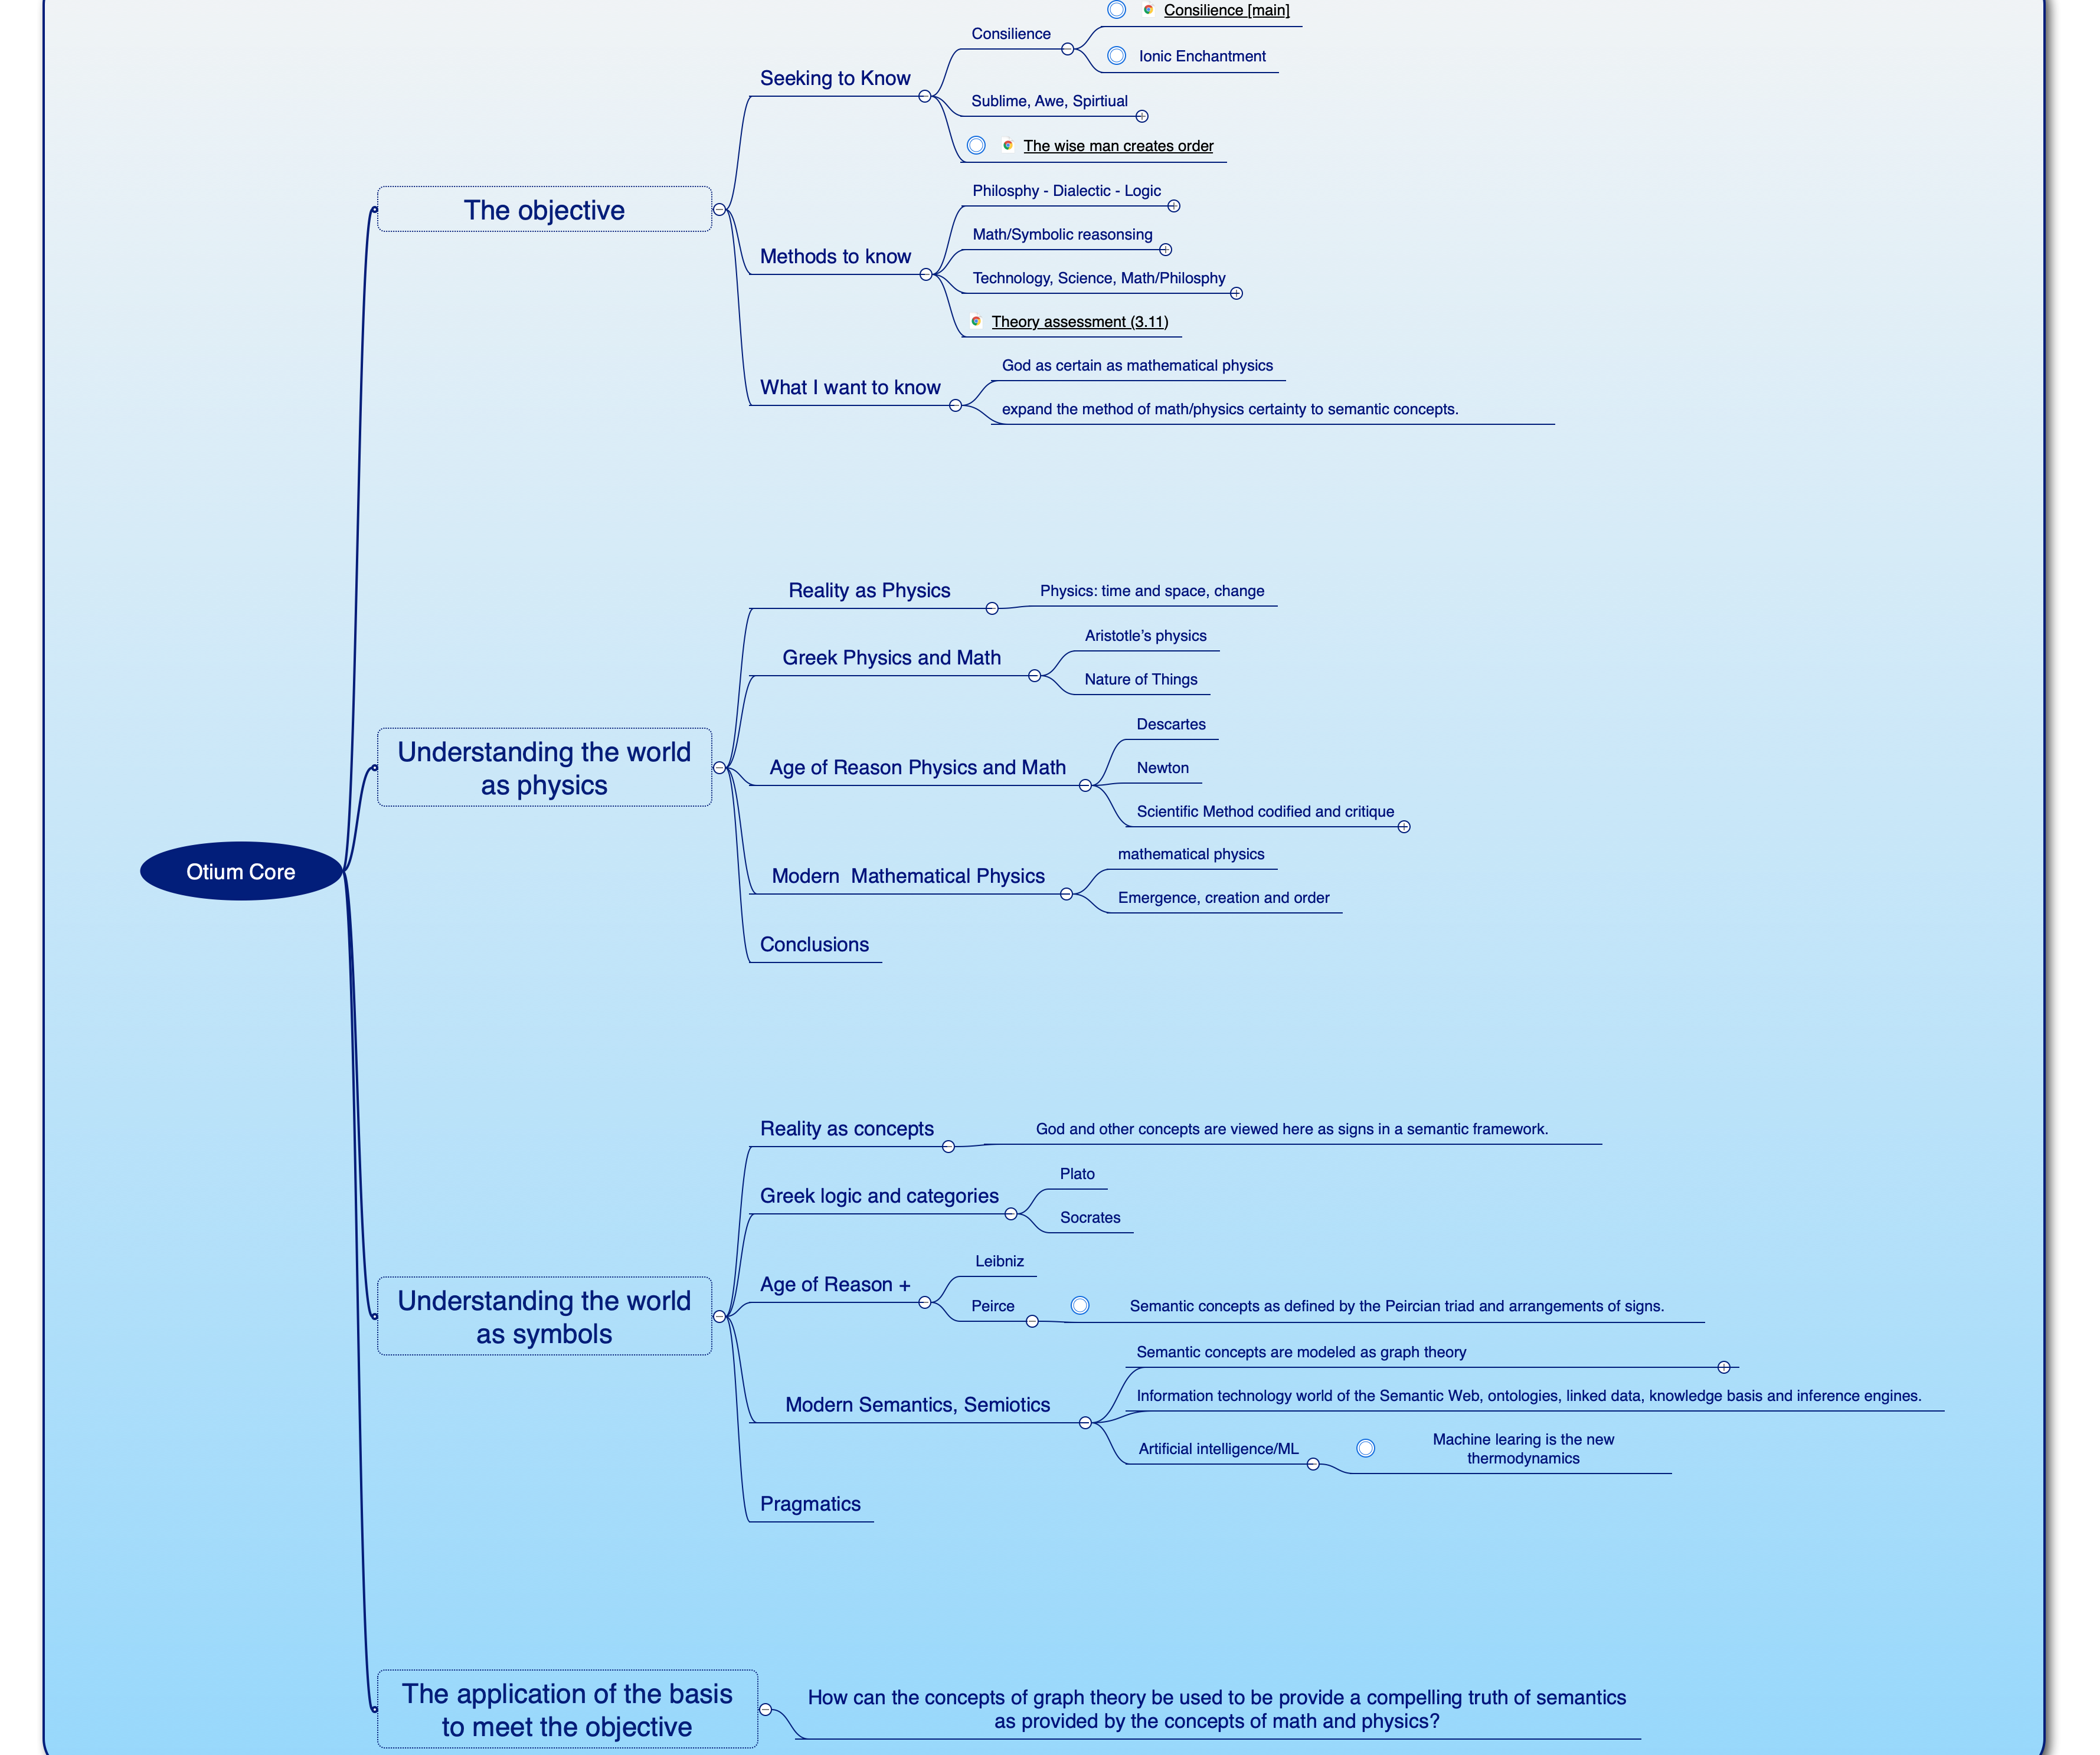 Consilience [main]
Consilience
Ionic Enchantment
Seeking to Know
Sublime, Awe, Spirtiual
The wise man creates order
The objective
Philosphy - Dialectic - Logic
Math/Symbolic reasonsing
Methods to know
Technology, Science, Math/Philosphy
Theory assessment (3.11)
God as certain as mathematical physics
What I want to know
expand the method of math/physics certainty to semantic concepts.
Reality as Physics
Physics: time and space, change
Aristotle’s physics
Greek Physics and Math
Nature of Things
Descartes
Understanding the world
as physics
Age of Reason Physics and Math
Newton
Scientific Method codified and critique
mathematical physics
Modern  Mathematical Physics
Emergence, creation and order
Conclusions
Otium Core
Reality as concepts
God and other concepts are viewed here as signs in a semantic framework.
Plato
Greek logic and categories
Socrates
Leibniz
Age of Reason +
Peirce
Semantic concepts as defined by the Peircian triad and arrangements of signs.
Understanding the world
as symbols
Semantic concepts are modeled as graph theory
Modern Semantics, Semiotics
Information technology world of the Semantic Web, ontologies, linked data, knowledge basis and inference engines.
Artificial intelligence/ML
Machine learing is the new
thermodynamics
Pragmatics
The application of the basis
to meet the objective
How can the concepts of graph theory be used to be provide a compelling truth of semantics
as provided by the concepts of math and physics?